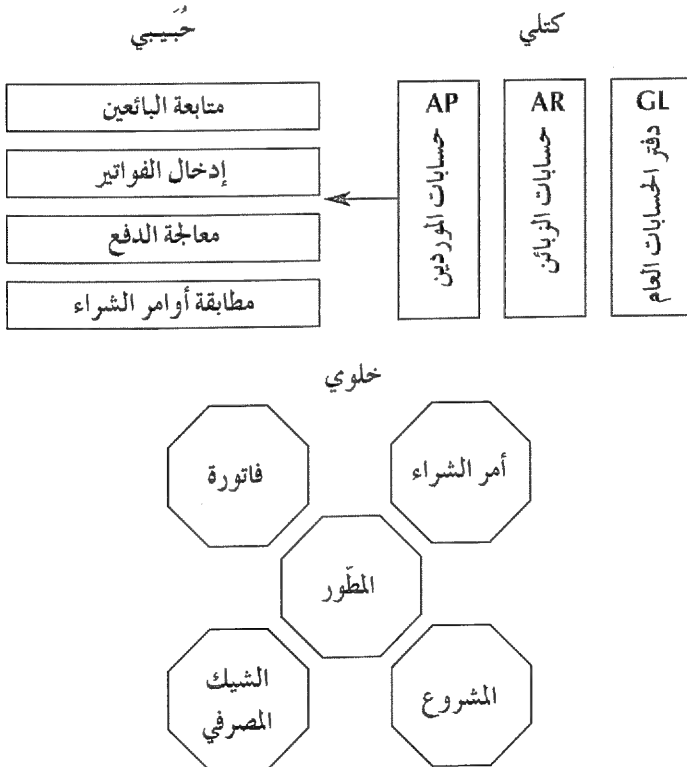 كتلي
حُبَيبي
GL
دفتر الحسابات العام
AR
حسابات الزبائن
AP
حسابات الموردين
متابعة البائعين
إدخال الفواتير
معالجة الدفع
مطابقة أوامر الشراء
خلوي
أمر الشراء
فاتورة
المطّور
المشروع
الشيك
المصرفي